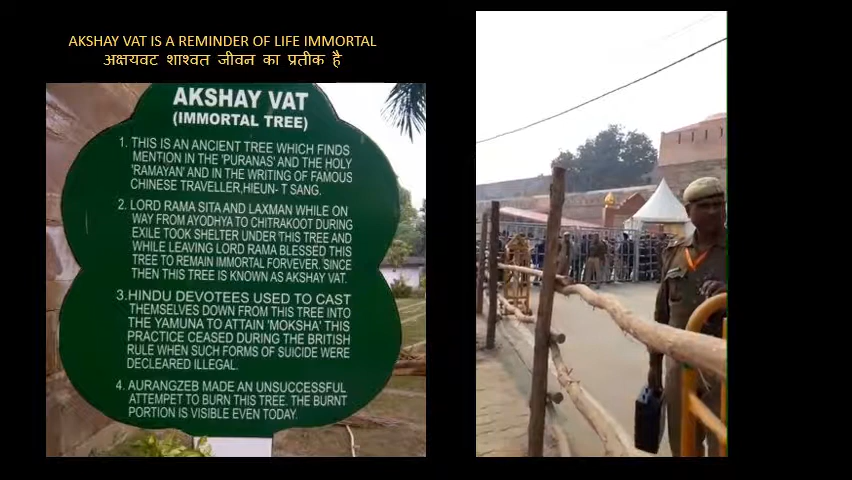 AKSHAY VAT IS A REMINDER OF LIFE IMMORTAL
अक्षयवट शाश्वत जीवन का प्रतीक है
AKSHAY VAT
(IMMORTAL TREE)
1. THIS IS AN ANCIENT TREE WHICH FINDS
MENTION IN THE 'PURANAS' AND THE HOLY
'RAMAYAN' AND IN THE WRITING OF FAMOUS
CHINESE TRAVELLER,HIEUN- T SANG.
2. LORD RAMA SITA AND LAXMAN WHILE ON
WAY FROM AYODHYA TO CHITRAKOOT DURING
EXILE TOOK SHELTER UNDER THIS TREE AND
WHILE LEAVING LORD RAMA BLESSED THIS
TREE TO REMAIN IMMORTAL FORVEVER. SINCE
THEN THIS TREE IS KNOWN AS AKSHAY VAT.
3. HINDU DEVOTEES USED TO CAST
THEMSELVES DOWN FROM THIS TREE INTO
THE YAMUNA TO ATTAIN 'MOKSHA' THIS
PRACTICE CEASED DURING THE BRITISH
RULE WHEN SUCH FORMS OF SUICIDE WERE
DECLEARED ILLEGAL.
4. AURANGZEB MADE AN UNSUCCESSFUL
ATTEMPET TO BURN THIS TREE. THE BURNT
PORTION IS VISIBLE EVEN TODAY.